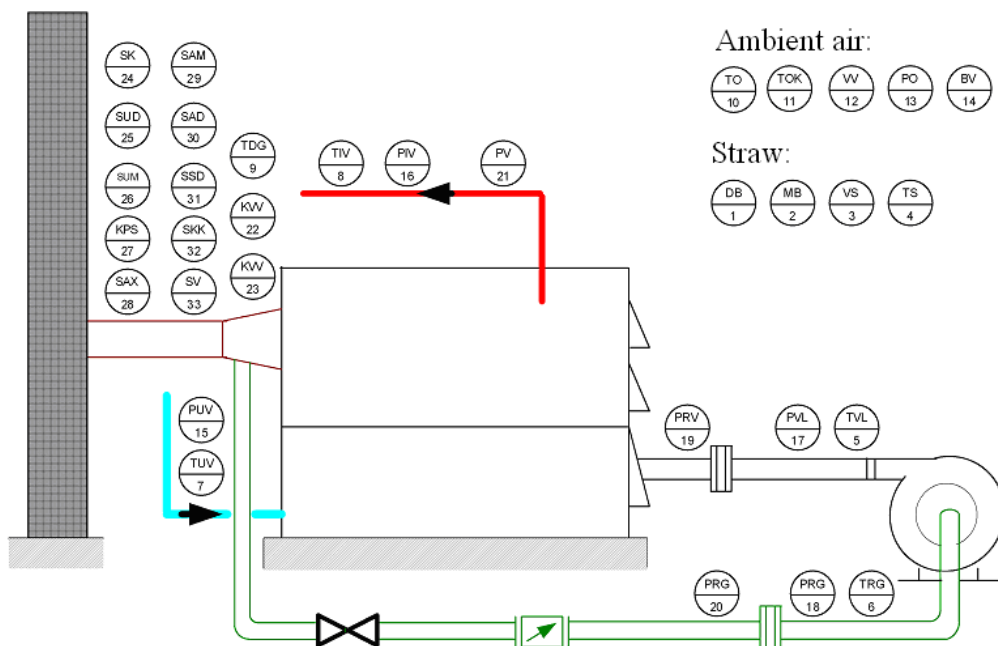 Ambient air:
TO
10
TOK
11
VV
12
PO
13
BV
14
Straw:
DB
1
MB
2
VS
3
TS
4
SK
24
SAM
29
SUD
25
SAD
30
SUM
26
SSD
31
KPS
27
SKK
32
SAX
28
SV
33
TDG
9
KVV
22
KVV
23
TIV
8
PIV
16
PV
21
PUV
15
TUV
7
PRV
19
PVL
17
TVL
5
PRG
20
PRG
18
TRG
6